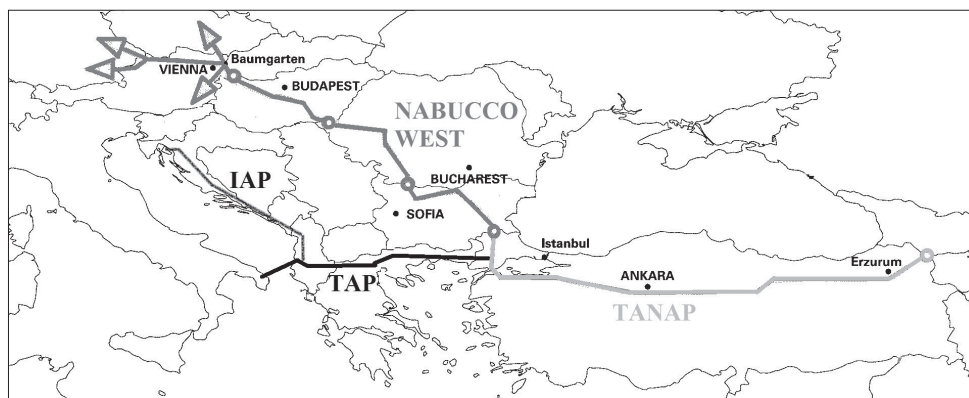 Baumgarten
VIENNA
BUDAPEST
NABUCCO
WEST
BUCHAREST
IAP
SOFIA
Istanbul
Erzurum
TAP
ANKARA
TANAP